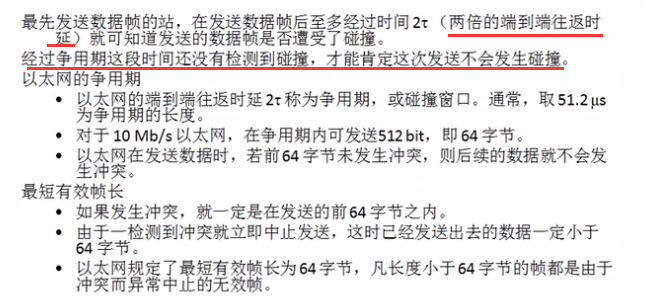 最先发送数据帧的站，在发送数据帧后至多经过时间 2τ （两倍的端到端往返时
延）就可知道发送的数据帧是否遭受了碰撞。
经过争用期这段时间还没有检测到碰撞，才能肯定这次发送不会发生碰撞。
以太网的争用期
• 以太网的端到端往返时延 2τ 称为争用期，或碰撞窗口。通常，取 51.2 μs
为争用期的长度。
• 对于 10 Mb/s 以太网，在争用期内可发送512 bit，即 64 字节。
• 以太网在发送数据时，若前 64 字节未发生冲突，则后续的数据就不会发
生冲突。
最短有效帧长
• 如果发生冲突，就一定是在发送的前 64 字节之内。
• 由于一检测到冲突就立即中止发送，这时已经发送出去的数据一定小于
64 字节。
• 以太网规定了最短有效帧长为 64 字节，凡长度小于 64 字节的帧都是由于
冲突而异常中止的无效帧。